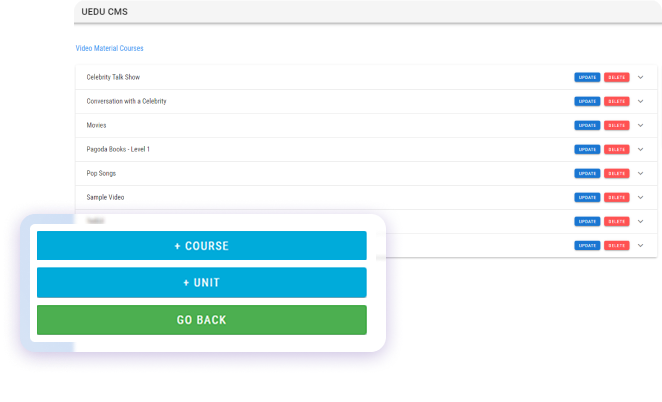 UEDU CMS
Video Material Courses
Celebrity Talk Show UPDATE DELETE
Conversation with a Celebrity UPDATE DELETE
Movies UPDATE DELETE
Pagoda Books - Level 1 UPDATE DELETE
Pop Songs UPDATE DELETE
Sample Video UPDATE DELETE
UPDATE DELETE
UPDATE DELETE
+ COURSE
+ UNIT
GO BACK